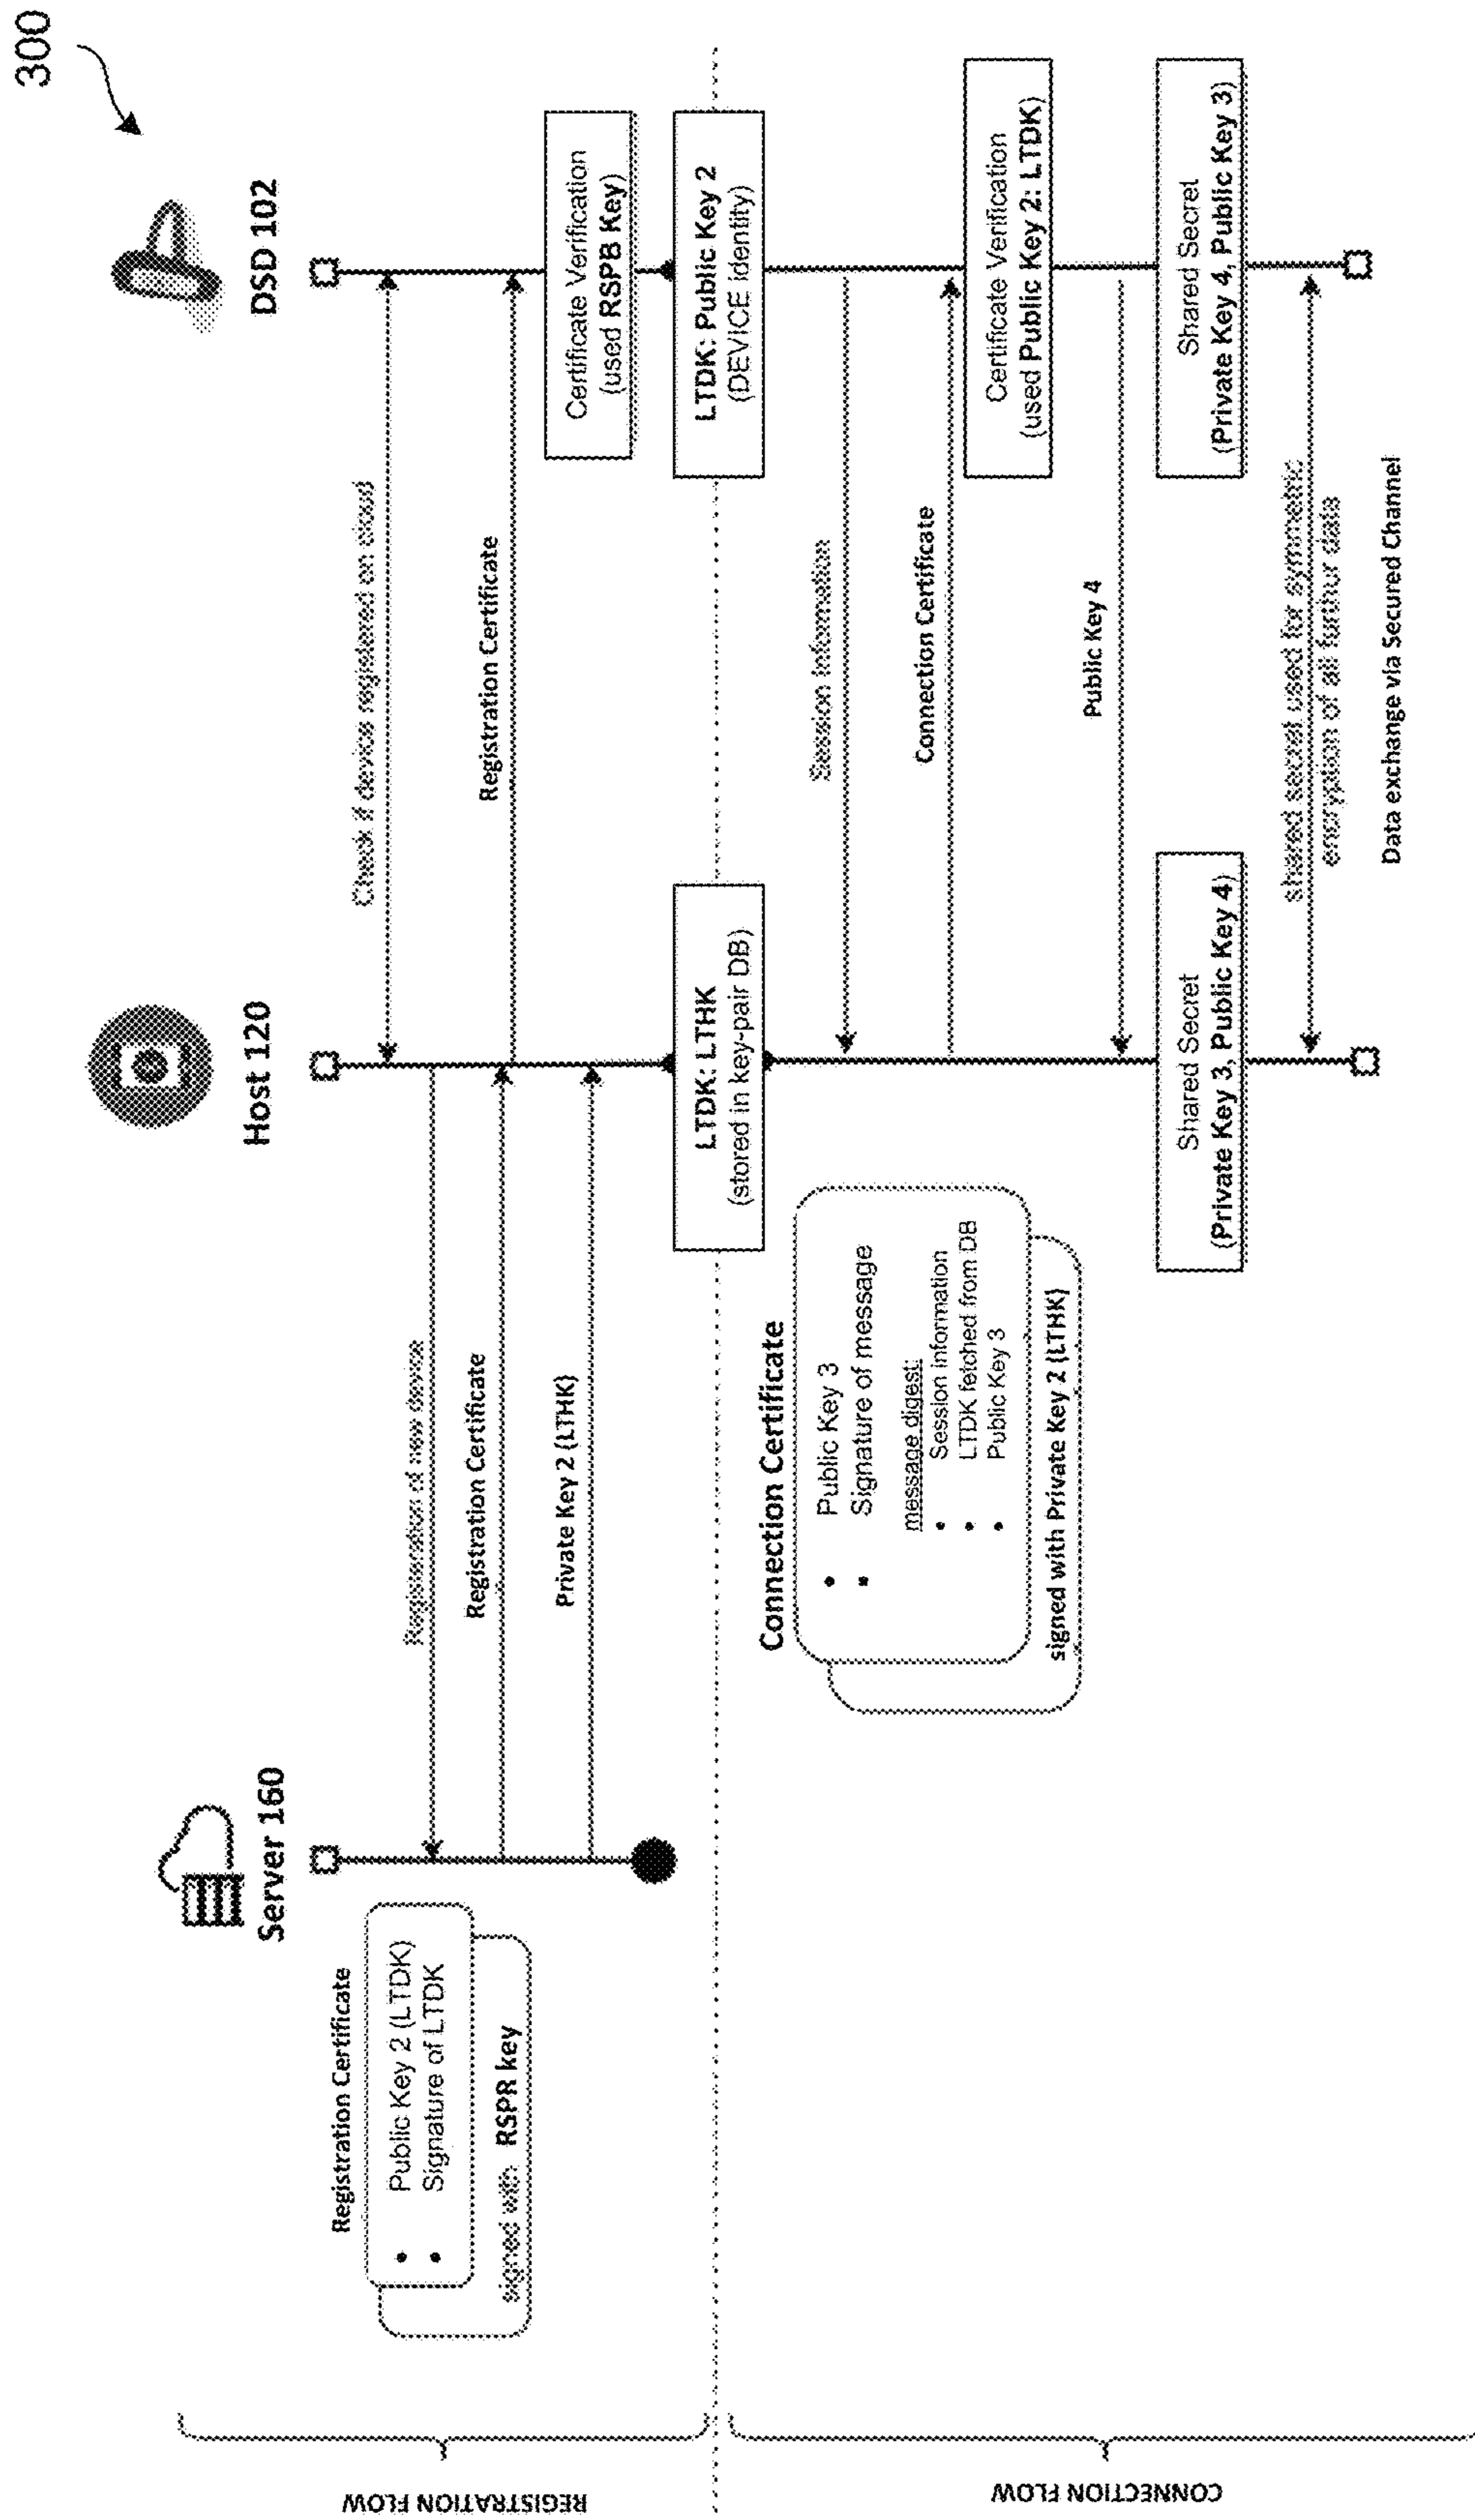 300
Server 160
Host 120
DSD 102
Check if device registered on cloud
Registration Certificate
• Public Key 2 (LTDK)
• Signature of LTDK
signed with RSPR key
Registration of new device
Registration Certificate
Registration Certificate
Private Key 2 (LTHK)
Certificate Verification
(used RSPB Key)
LTDK: LTHK
(stored in key-pair DB)
LTDK: Public Key 2
(DEVICE identity)
REGISTRATION FLOW
Session Information
Connection Certificate
• Public Key 3
• Signature of message
message digest:
• Session information
• LTDK fetched from DB
• Public Key 3
signed with Private Key 2 (LTHK)
Connection Certificate
Certificate Verification
(used Public Key 2: LTDK)
Public Key 4
Shared Secret
(Private Key 3, Public Key 4)
Shared Secret
(Private Key 4, Public Key 3)
shared secret used for symmetric
encryption of all furthur data
Data exchange via Secured Channel
CONNECTION FLOW